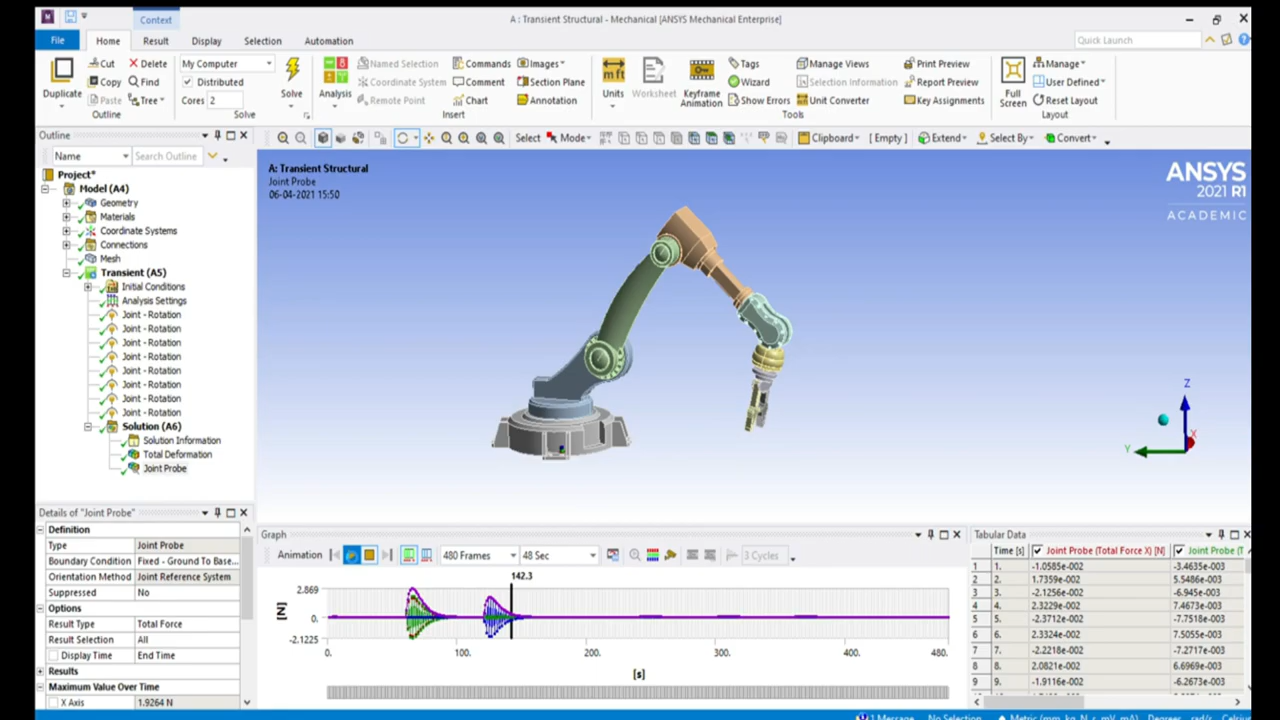 Context
A : Transient Structural - Mechanical [ANSYS Mechanical Enterprise]
File Home Result Display Selection Automation
Quick Launch
Duplicate
Cut
Delete
Copy
Find
Paste
Tree
Outline
My Computer
Distributed
Cores 2
Solve
Solve
Analysis
Named Selection
Coordinate System
Remote Point
Commands
Comment
Chart
Images
Section Plane
Annotation
Insert
Units
Worksheet
Keyframe
Animation
Tags
Wizard
Show Errors
Manage Views
Selection Information
Unit Converter
Print Preview
Report Preview
Key Assignments
Tools
Full
Screen
Manage
User Defined
Reset Layout
Layout
Outline
Name Search Outline
Select Mode Clipboard [ Empty ] Extend Select By Convert
Project*
Model (A4)
Geometry
Materials
Coordinate Systems
Connections
Mesh
Transient (A5)
Initial Conditions
Analysis Settings
Joint - Rotation
Joint - Rotation
Joint - Rotation
Joint - Rotation
Joint - Rotation
Joint - Rotation
Joint - Rotation
Joint - Rotation
Solution (A6)
Solution Information
Total Deformation
Joint Probe
A: Transient Structural
Joint Probe
06-04-2021 15:50
ANSYS
2021 R1
ACADEMIC
Z
X
Y
Details of "Joint Probe"
Definition
Type Joint Probe
Boundary Condition Fixed - Ground To Base...
Orientation Method Joint Reference System
Suppressed No
Options
Result Type Total Force
Result Selection All
Display Time End Time
Results
Maximum Value Over Time
X Axis 1.9264 N
Graph
Animation 480 Frames 48 Sec 3 Cycles
142.3
2.869
[N]
0.
-2.1225
0. 100. 200. 300. 400. 480.
[s]
Tabular Data
Time [s] Joint Probe (Total Force X) [N] Joint Probe (T
1 1. -1.0585e-002 -3.4635e-003
2 2. 1.7359e-002 5.5486e-003
3 3. -2.1256e-002 -6.945e-003
4 4. 2.3229e-002 7.4673e-003
5 5. -2.3712e-002 -7.7518e-003
6 6. 2.3324e-002 7.5055e-003
7 7. -2.2218e-002 -7.2717e-003
8 8. 2.0821e-002 6.6969e-003
9 9. -1.9116e-002 -6.2673e-003
1 Message No Selection Metric (mm, kg, N, s, mV, mA) Degrees rad/s Celsius